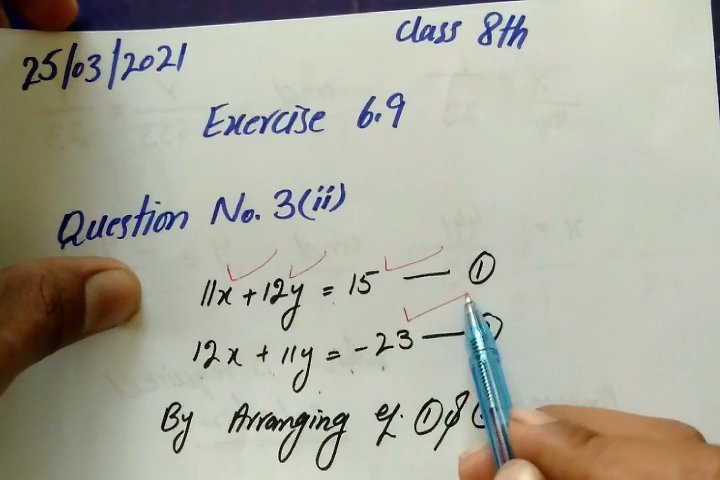 25/03/2021
Class 8th
Exercise 6.9
Question No. 3(ii)
11x + 12y = 15 — ①
12x + 11y = -23 —
By Arranging eq. ① &